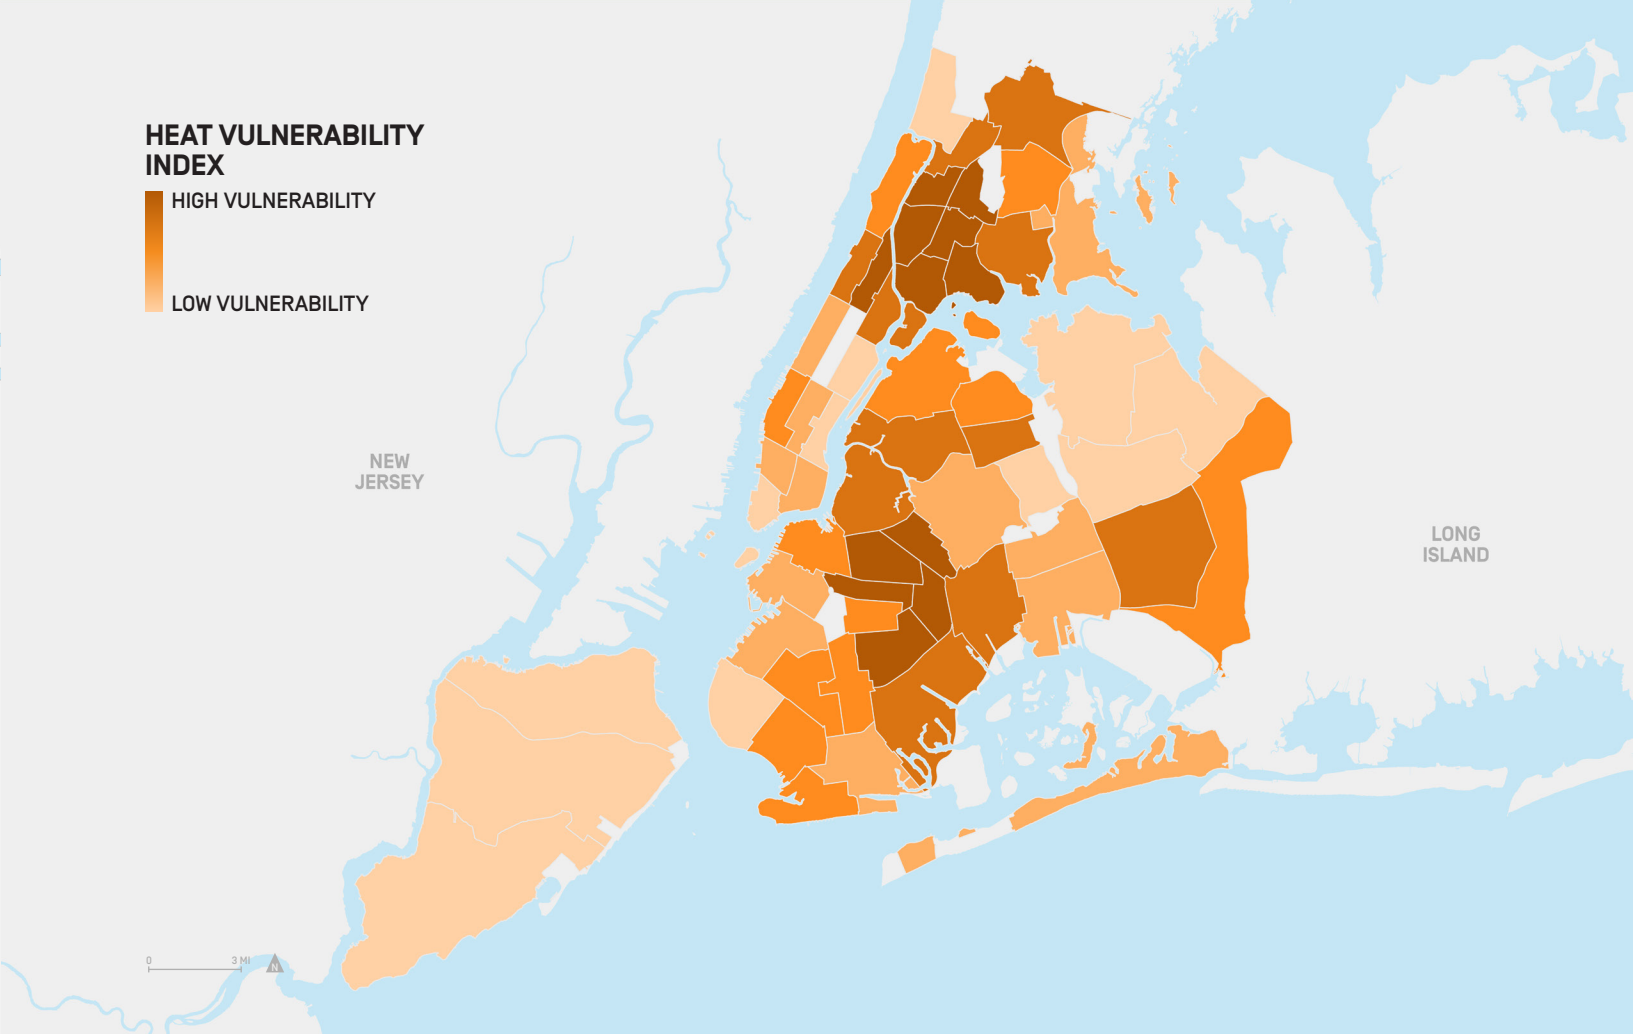 HEAT VULNERABILITY
INDEX
HIGH VULNERABILITY
LOW VULNERABILITY
NEW
JERSEY
LONG
ISLAND
0 3 MI
N